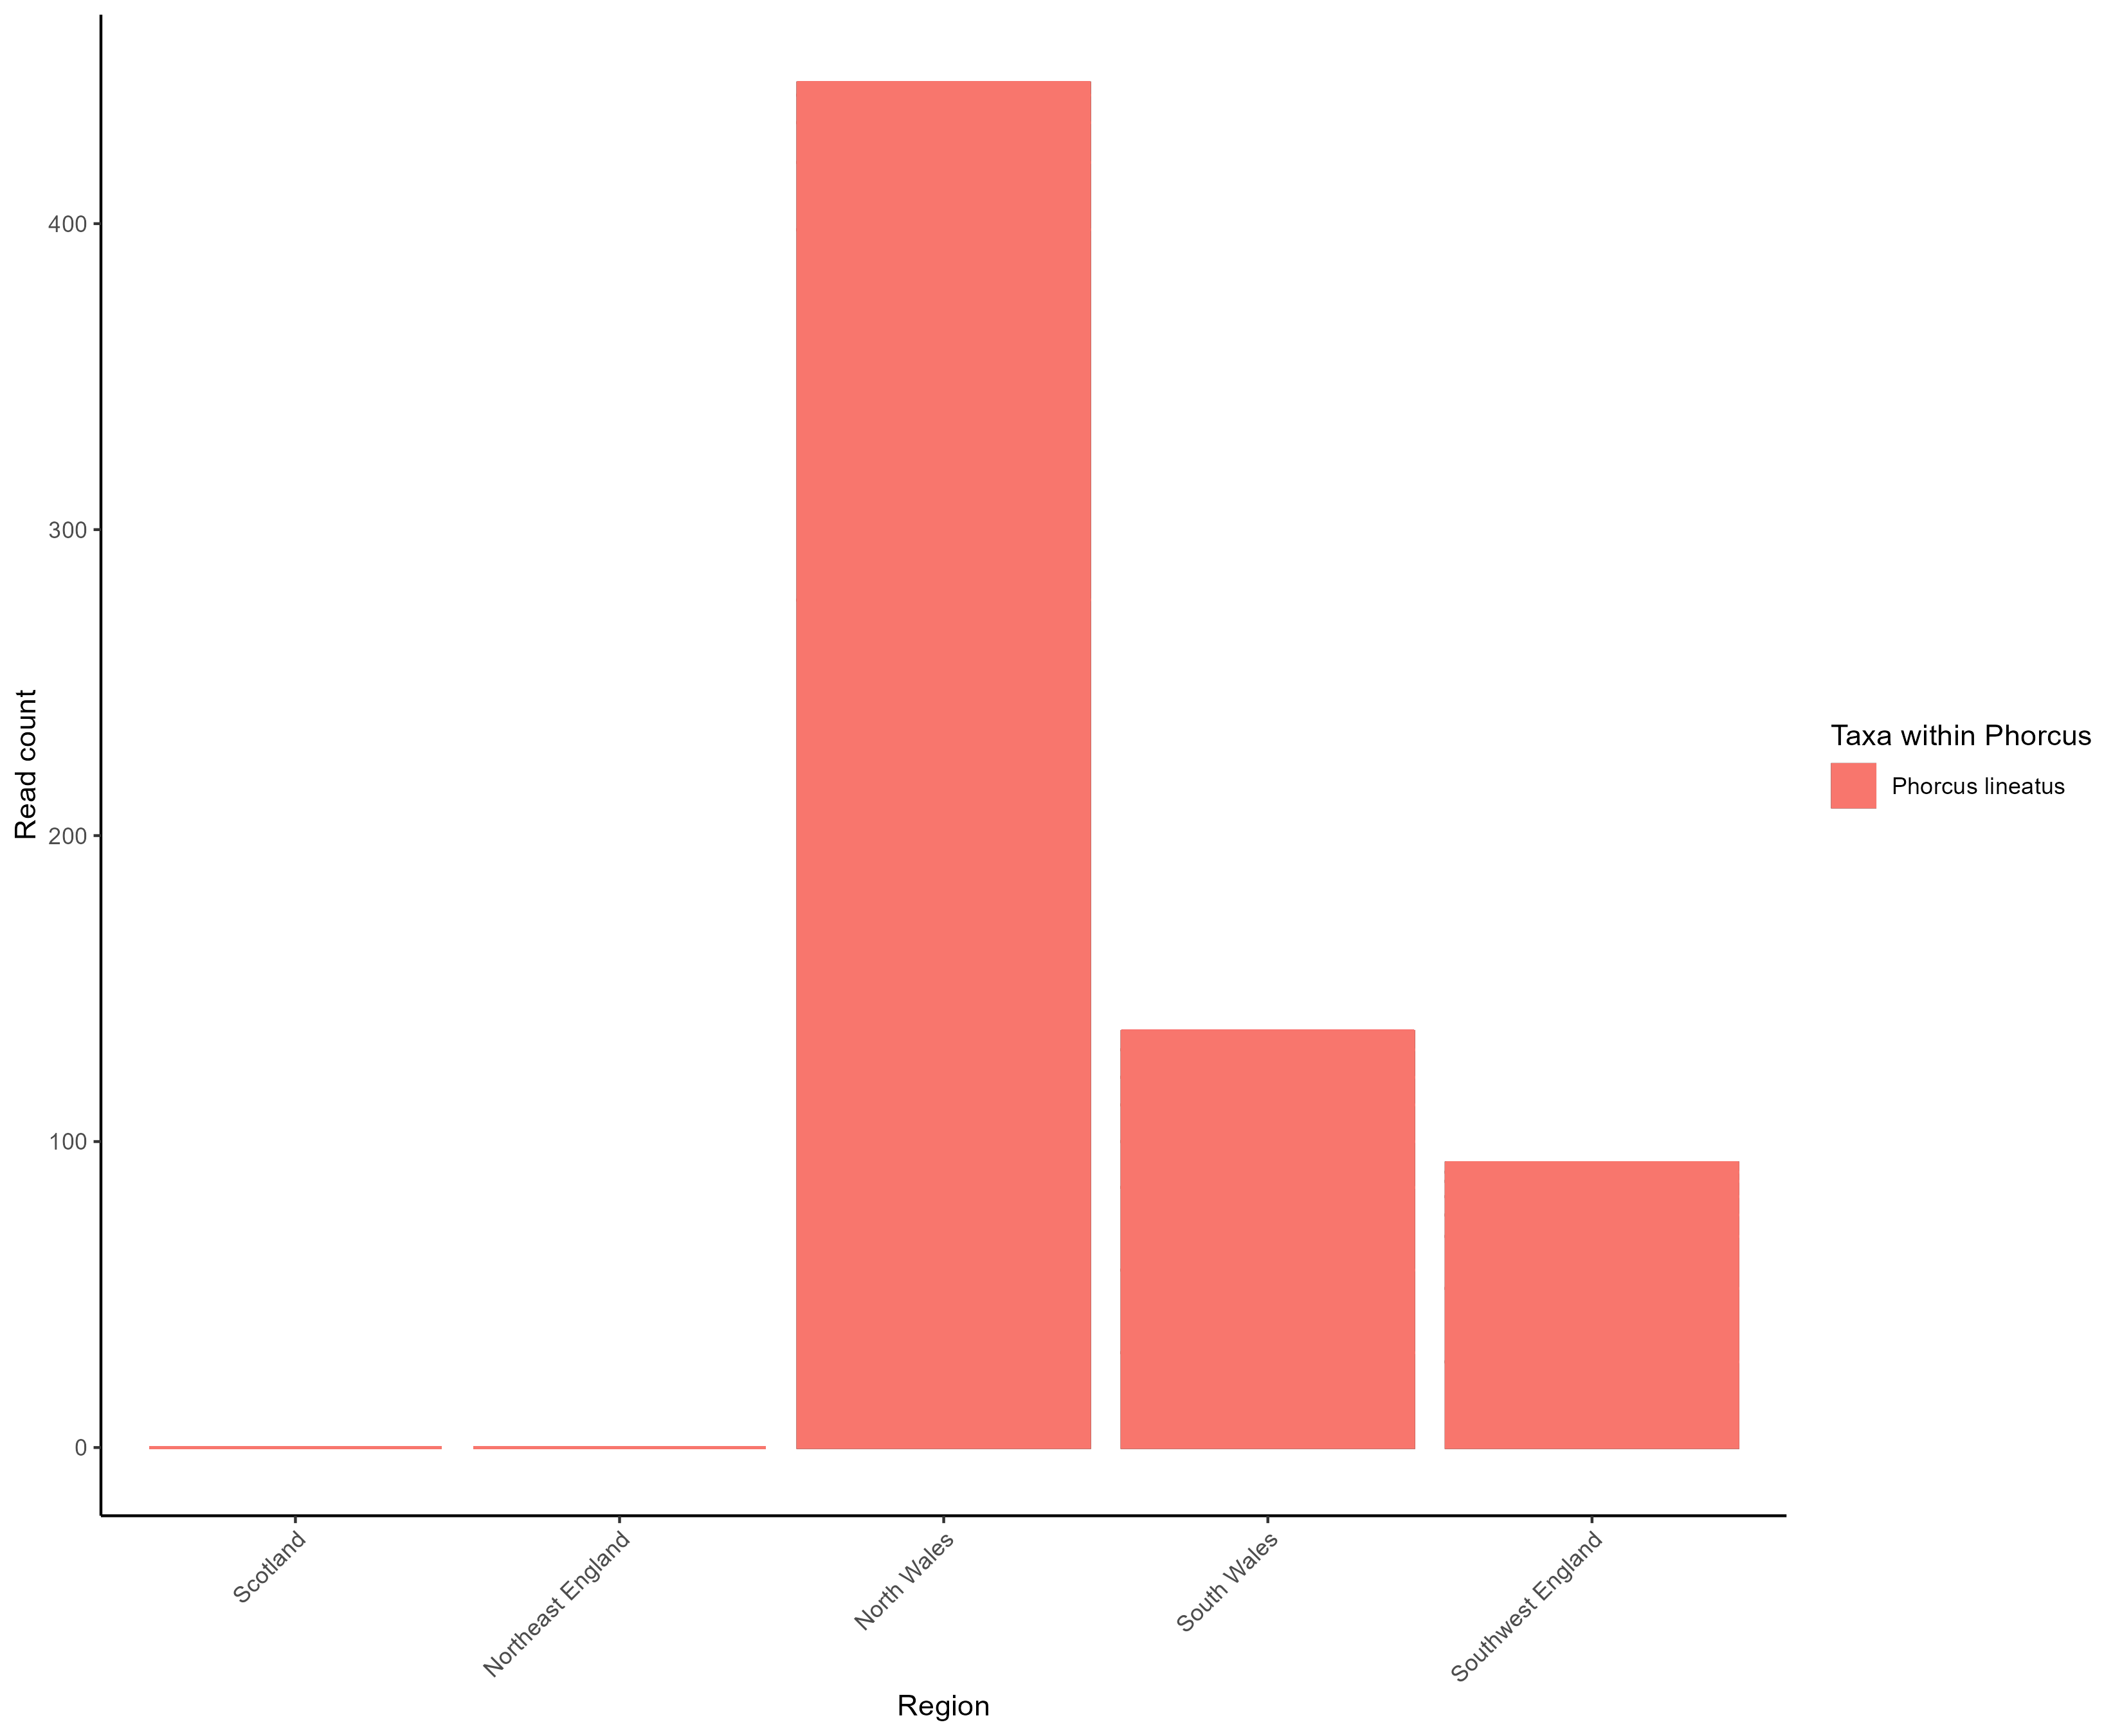 Read count
400
300
200
100
0
Scotland
Northeast England
North Wales
South Wales
Southwest England
Region
Taxa within Phorcus
Phorcus lineatus